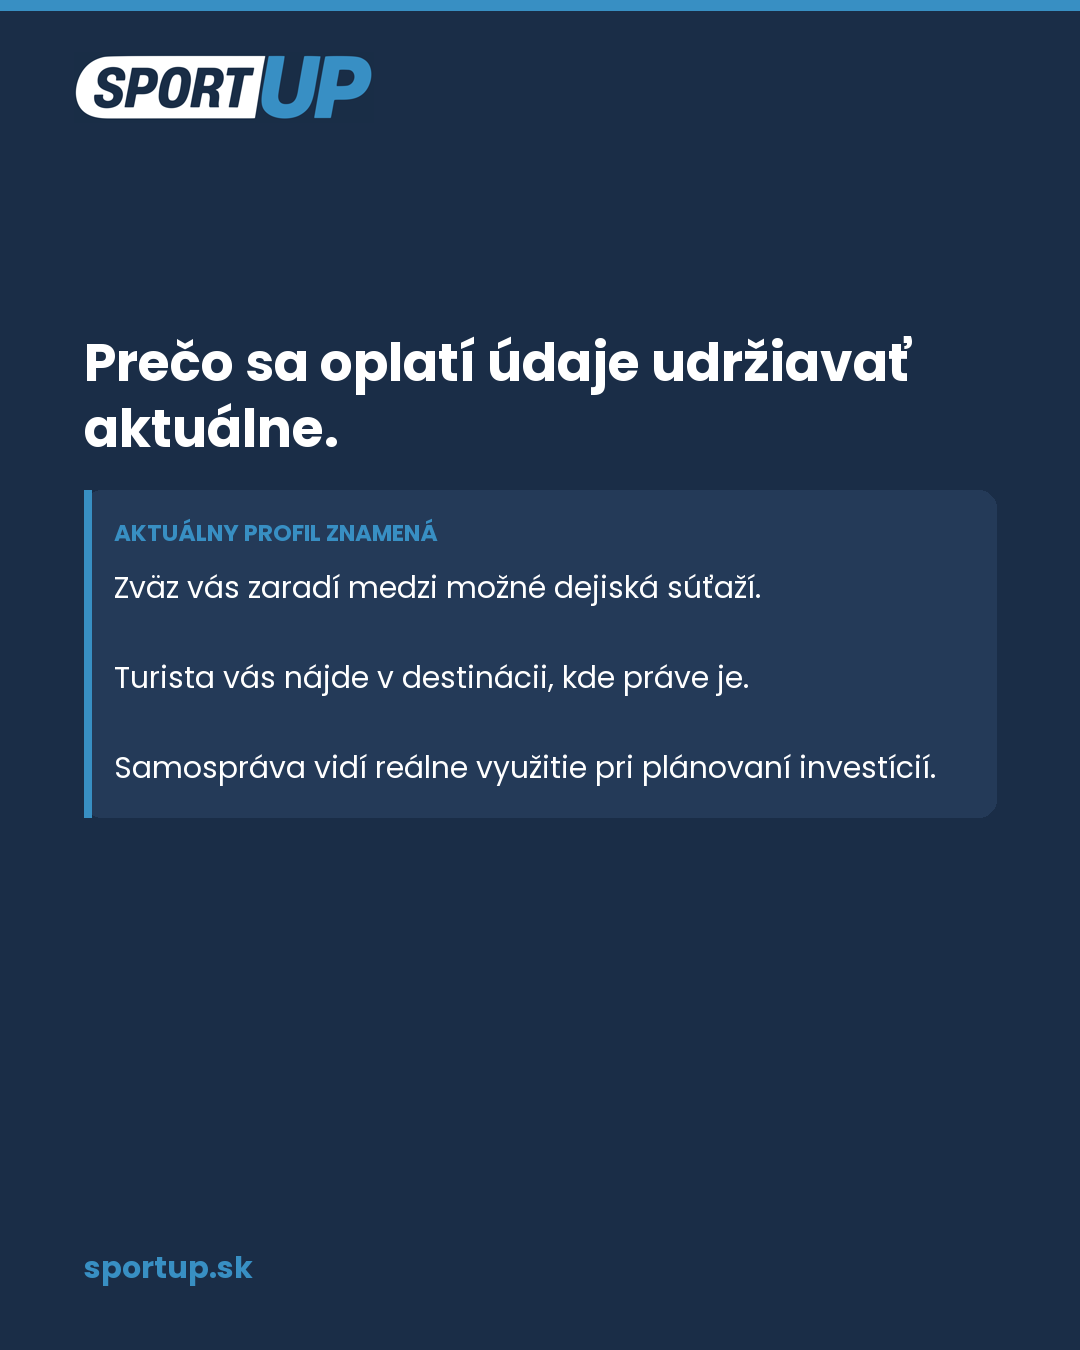 SPORTUP
Prečo sa oplatí údaje udržiavať
aktuálne.
AKTUÁLNY PROFIL ZNAMENÁ
Zväz vás zaradí medzi možné dejiská súťaží.
Turista vás nájde v destinácii, kde práve je.
Samospráva vidí reálne využitie pri plánovaní investícií.
sportup.sk